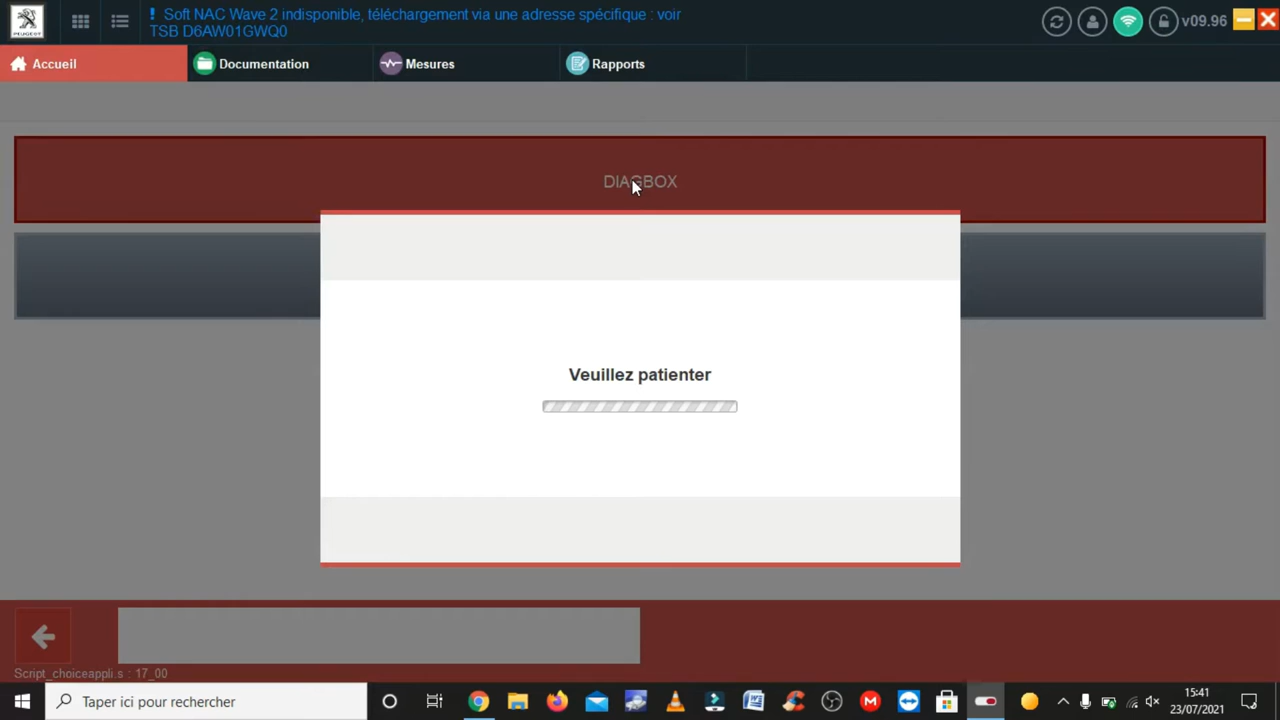 ! Soft NAC Wave 2 indisponible, téléchargement via une adresse spécifique : voir
TSB D6AW01GWQ0
v09.96
PEUGEOT
Accueil
Documentation
Mesures
Rapports
DIAGBOX
Veuillez patienter
Script_choiceappli.s : 17_00
Taper ici pour rechercher
15:41
23/07/2021